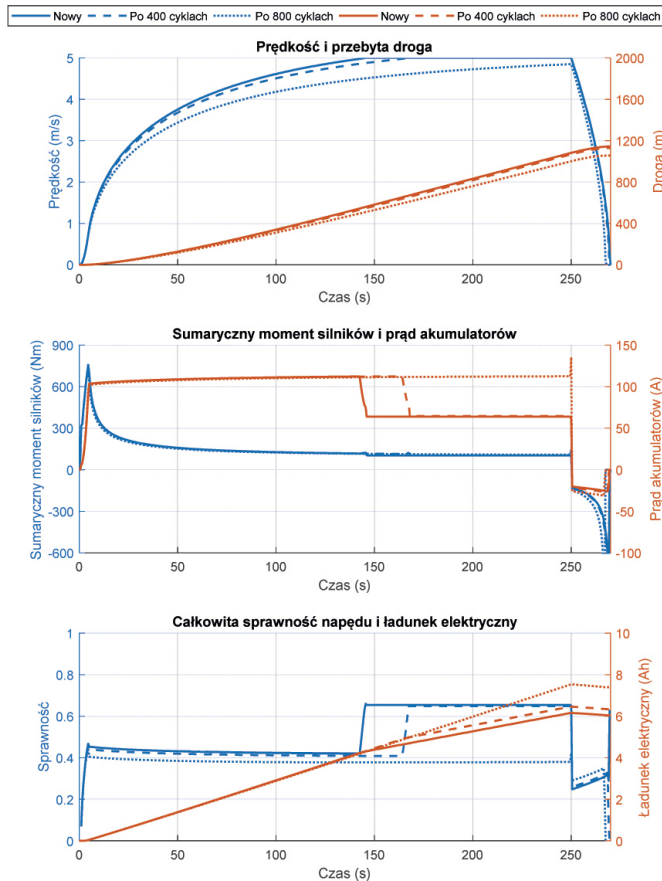 Nowy Po 400 cyklach Po 800 cyklach Nowy Po 400 cyklach Po 800 cyklach
Prędkość i przebyta droga
Prędkość (m/s)
5
4
3
2
1
0
2000
1600
1200
800
400
0
Droga (m)
0 50 100 150 200 250
Czas (s)
Sumaryczny moment silników i prąd akumulatorów
Sumaryczny moment silników (Nm)
900
600
300
0
-300
-600
150
100
50
0
-50
-100
Prąd akumulatorów (A)
0 50 100 150 200 250
Czas (s)
Całkowita sprawność napędu i ładunek elektryczny
Sprawność
1
0.8
0.6
0.4
0.2
0
10
8
6
4
2
0
Ładunek elektryczny (Ah)
0 50 100 150 200 250
Czas (s)